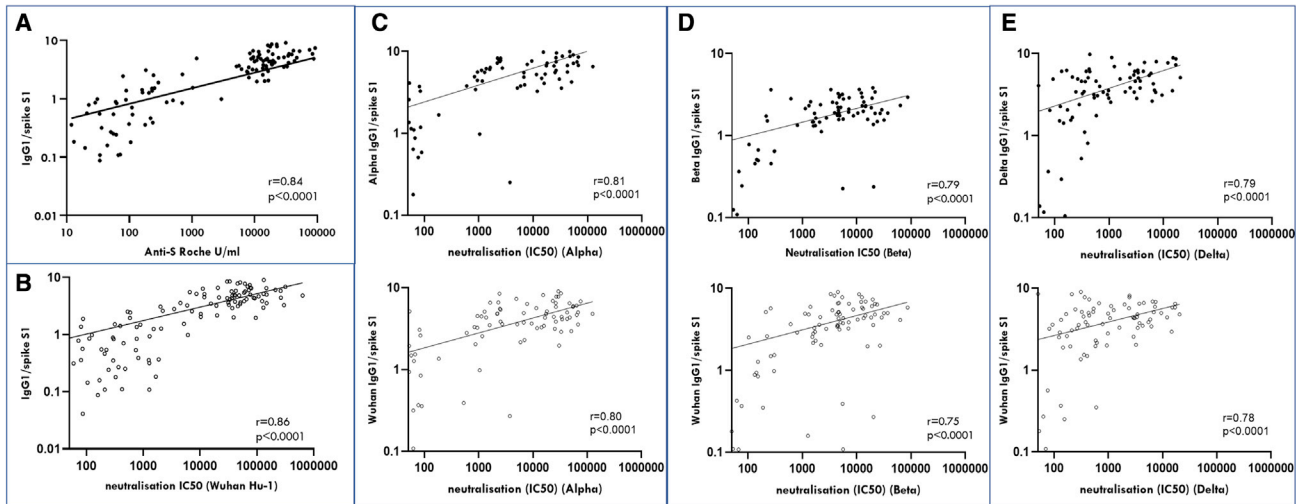 A
10
1
0.1
0.01
IgG1/spike S1
10 100 1000 10000 100000
Anti-S Roche U/ml
r=0.84
p<0.0001
B
10
1
0.1
0.01
IgG1/spike S1
100 1000 10000 100000 1000000
neutralisation IC50 (Wuhan Hu-1)
r=0.86
p<0.0001
C
10
1
0.1
Alpha IgG1/spike S1
100 1000 10000 100000 1000000
neutralisation (IC50) (Alpha)
r=0.81
p<0.0001
10
1
0.1
Wuhan IgG1/spike S1
100 1000 10000 100000 1000000
neutralisation (IC50) (Alpha)
r=0.80
p<0.0001
D
10
1
0.1
Beta IgG1/spike S1
100 1000 10000 100000 1000000
Neutralisation IC50 (Beta)
r=0.79
p<0.0001
10
1
0.1
Wuhan IgG1/spike S1
100 1000 10000 100000 1000000
neutralisation (IC50) (Beta)
r=0.75
p<0.0001
E
10
1
0.1
Delta IgG1/spike S1
100 1000 10000 100000 1000000
neutralisation (IC50) (Delta)
r=0.79
p<0.0001
10
1
0.1
Wuhan IgG1/spike S1
100 1000 10000 100000 1000000
neutralisation (IC50) (Delta)
r=0.78
p<0.0001